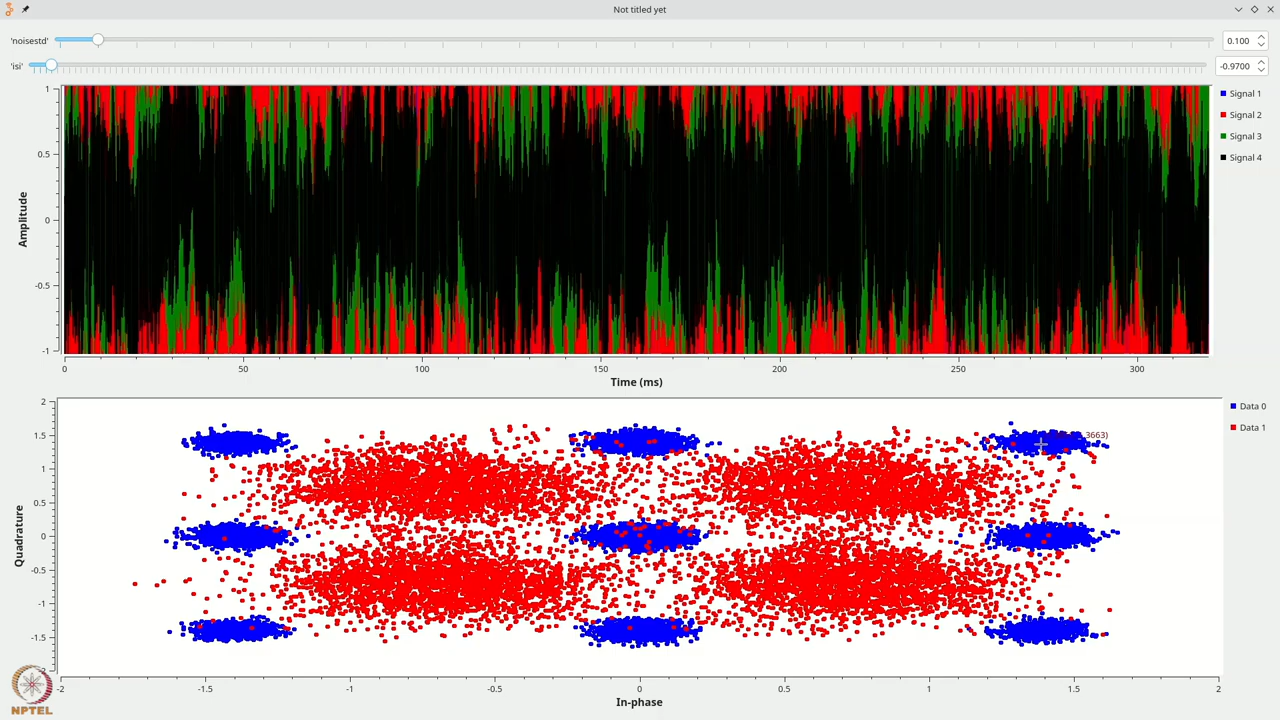 Not titled yet
'noisestd'
0.100
'isi'
-0.9700
1
0.5
0
-0.5
-1
Amplitude
0
50
100
150
200
250
300
Time (ms)
Signal 1
Signal 2
Signal 3
Signal 4
2
1.5
1
0.5
0
-0.5
-1
-1.5
Quadrature
3663)
-2
-1.5
-1
-0.5
0
0.5
1
1.5
2
In-phase
Data 0
Data 1
NPTEL